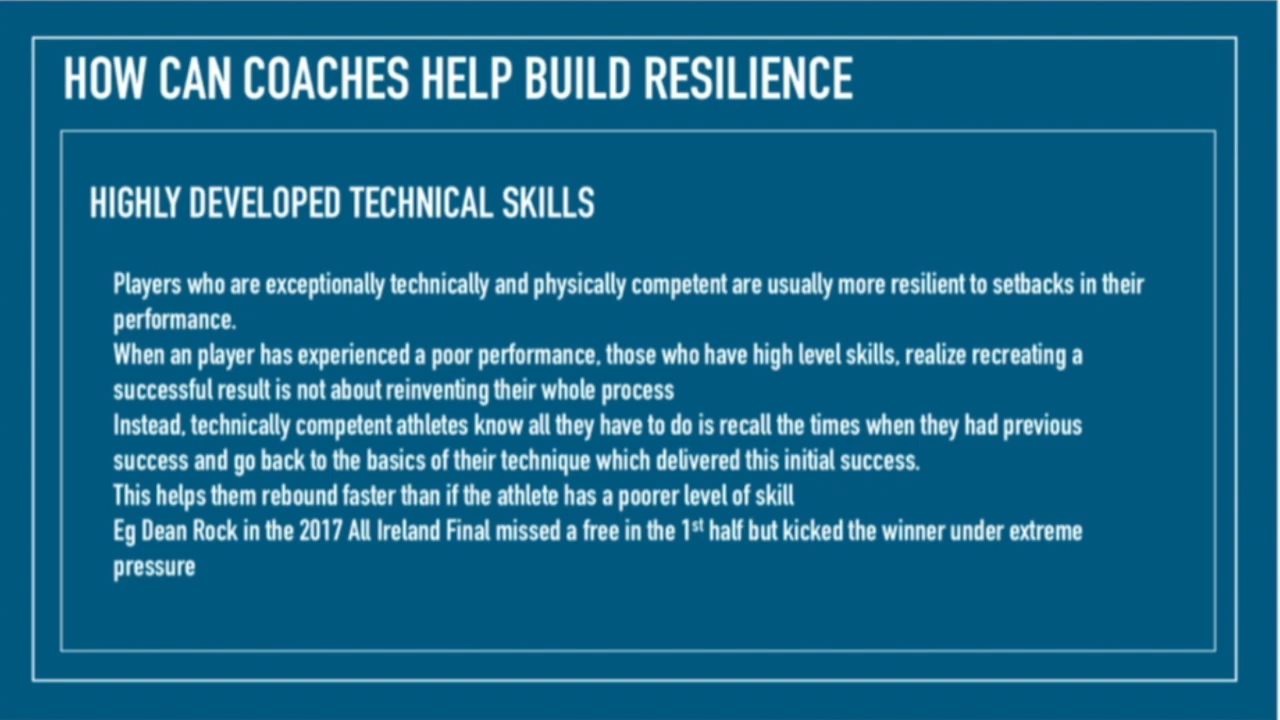 HOW CAN COACHES HELP BUILD RESILIENCE
HIGHLY DEVELOPED TECHNICAL SKILLS
Players who are exceptionally technically and physically competent are usually more resilient to setbacks in their
performance.
When an player has experienced a poor performance, those who have high level skills, realize recreating a
successful result is not about reinventing their whole process
Instead, technically competent athletes know all they have to do is recall the times when they had previous
success and go back to the basics of their technique which delivered this initial success.
This helps them rebound faster than if the athlete has a poorer level of skill
Eg Dean Rock in the 2017 All Ireland Final missed a free in the 1st half but kicked the winner under extreme
pressure